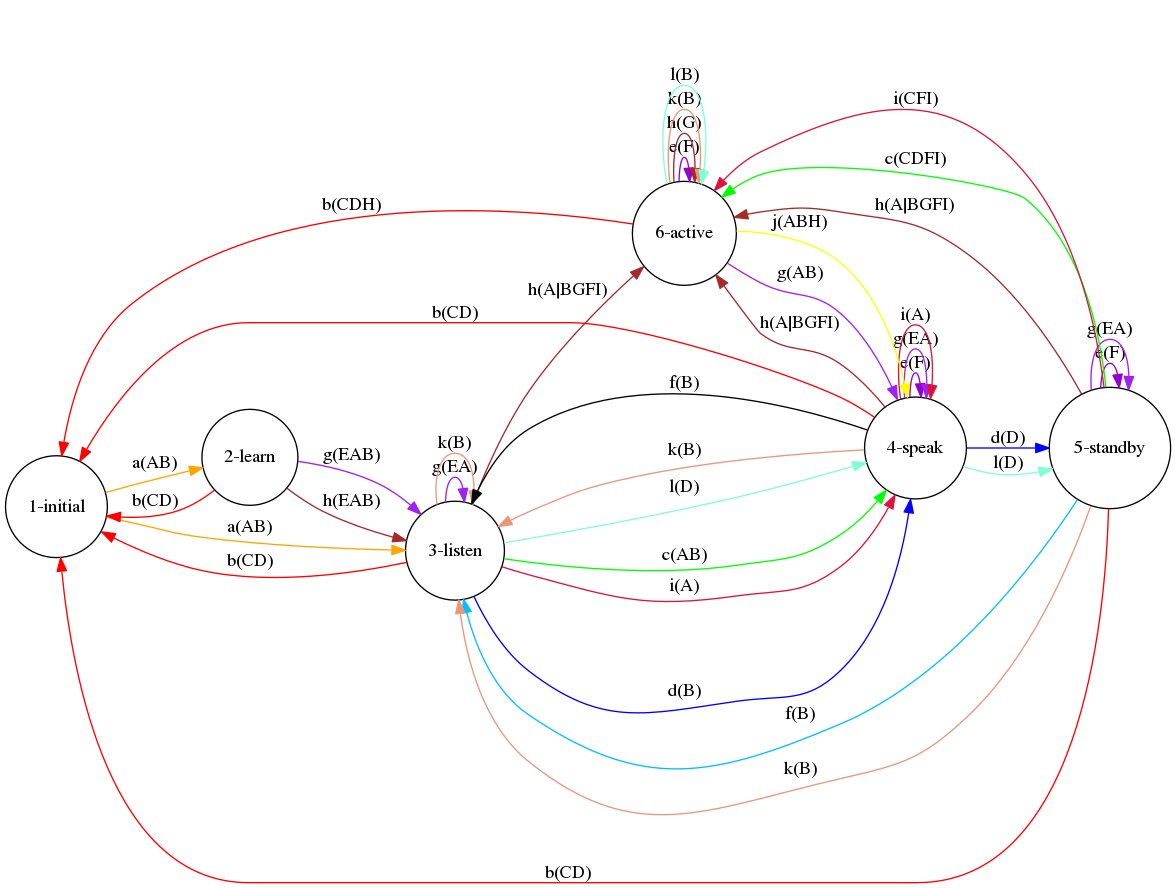 l(B)
k(B)
h(G)
e(F)
i(CFI)
c(CDFI)
h(A|BGFI)
b(CDH)
6-active
j(ABH)
g(AB)
h(A|BGFI)
b(CD)
h(A|BGFI)
i(A)
g(EA)
e(F)
g(EA)
e(F)
f(B)
k(B)
4-speak
d(D)
l(D)
5-standby
2-learn
a(AB)
g(EAB)
b(CD)
h(EAB)
1-initial
a(AB)
b(CD)
k(B)
g(EA)
3-listen
l(D)
c(AB)
i(A)
d(B)
f(B)
k(B)
b(CD)